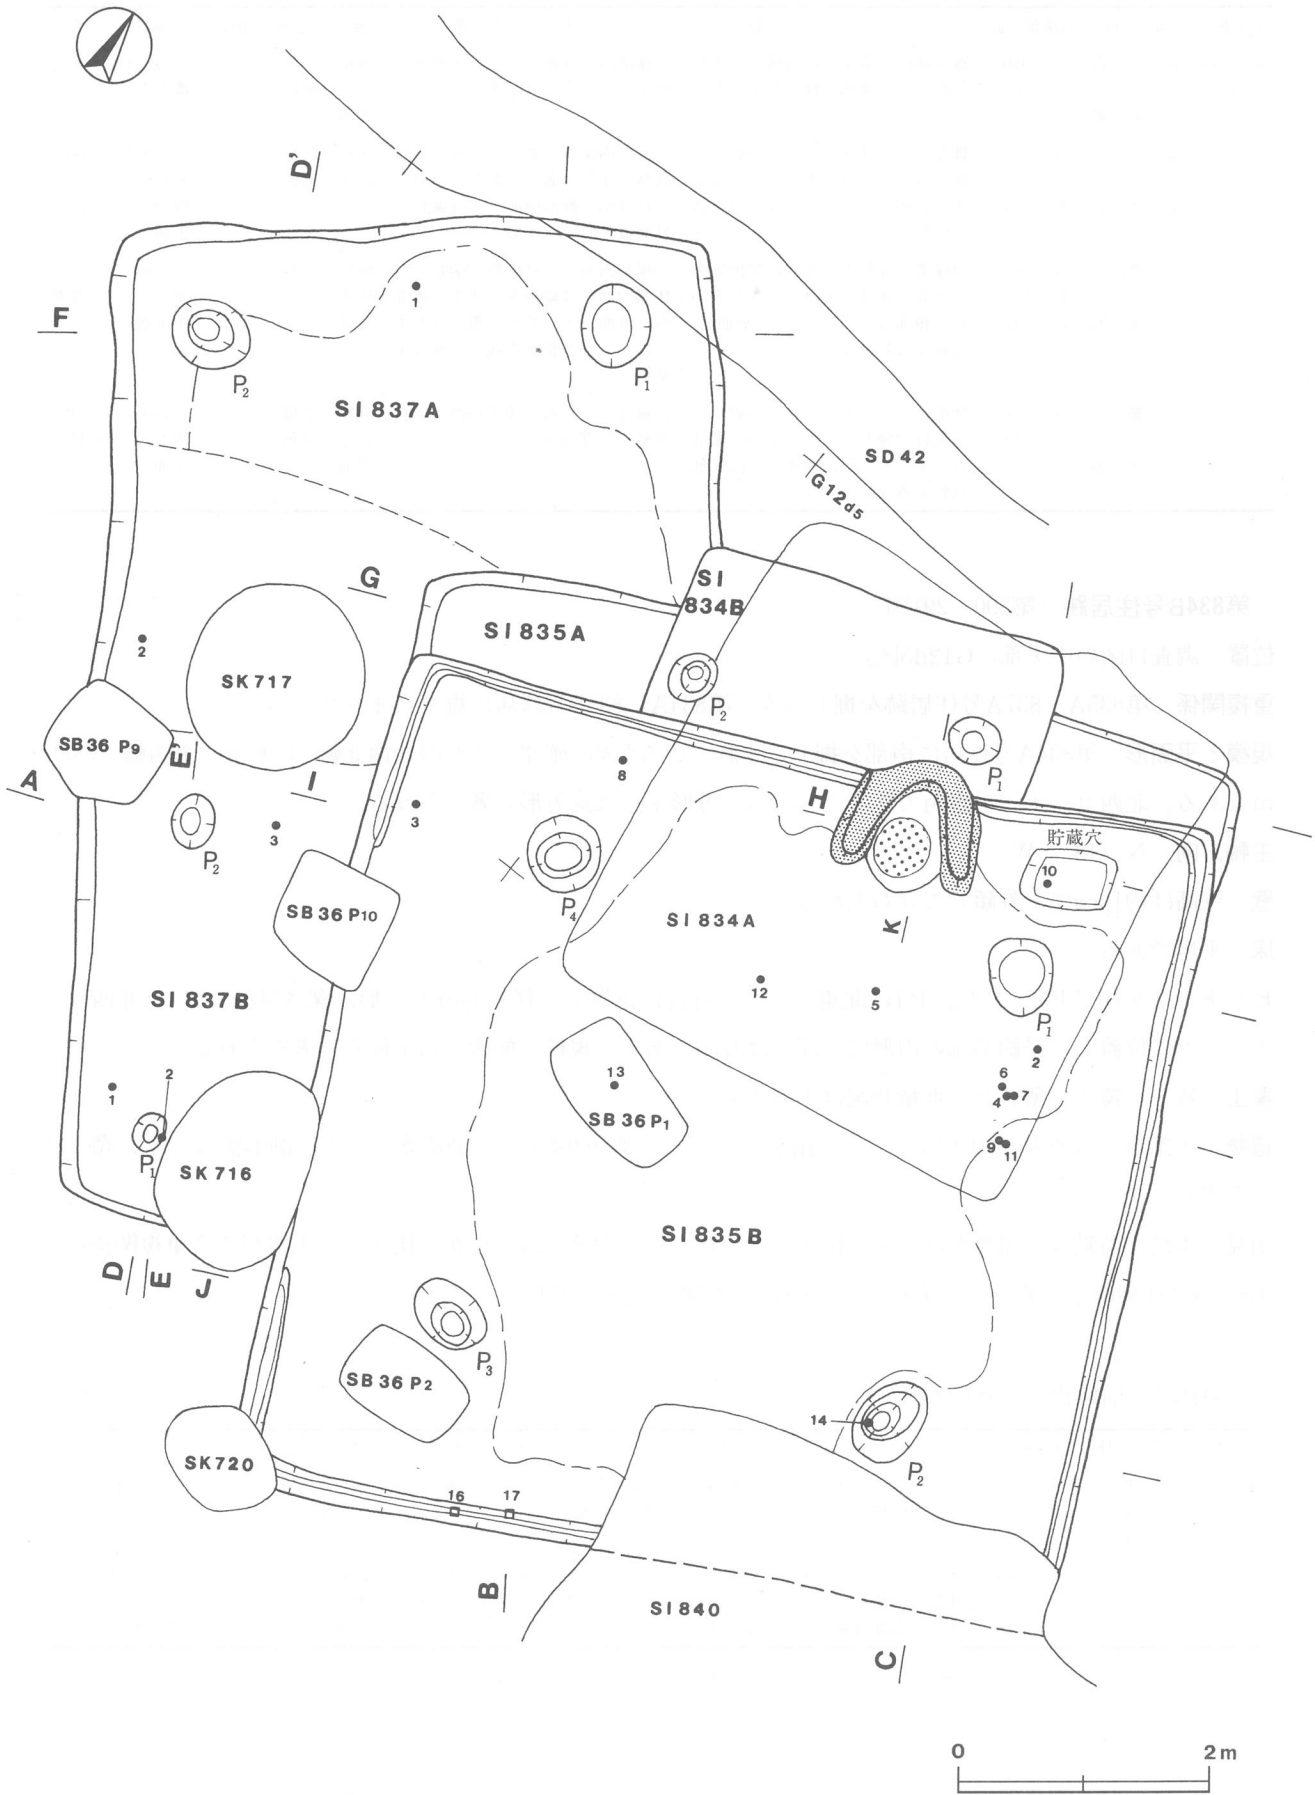 D'
F
1
P2
P1
SI 837A
SD42
G12d5
G
SI
834B
SI 835A
2
SK717
P2
SB36 P9
E'
A
I
8
H
P1
3
3
P2
貯蔵穴
10
SB36 P10
P4
SI 834A
K
12
5
SI 837B
P1
2
6
4
7
13
2
1
SB 36 P1
9
11
P1
SK 716
SI 835B
D
E
J
P3
SB 36 P2
14
P2
SK720
16
17
B
SI 840
C
0
2m